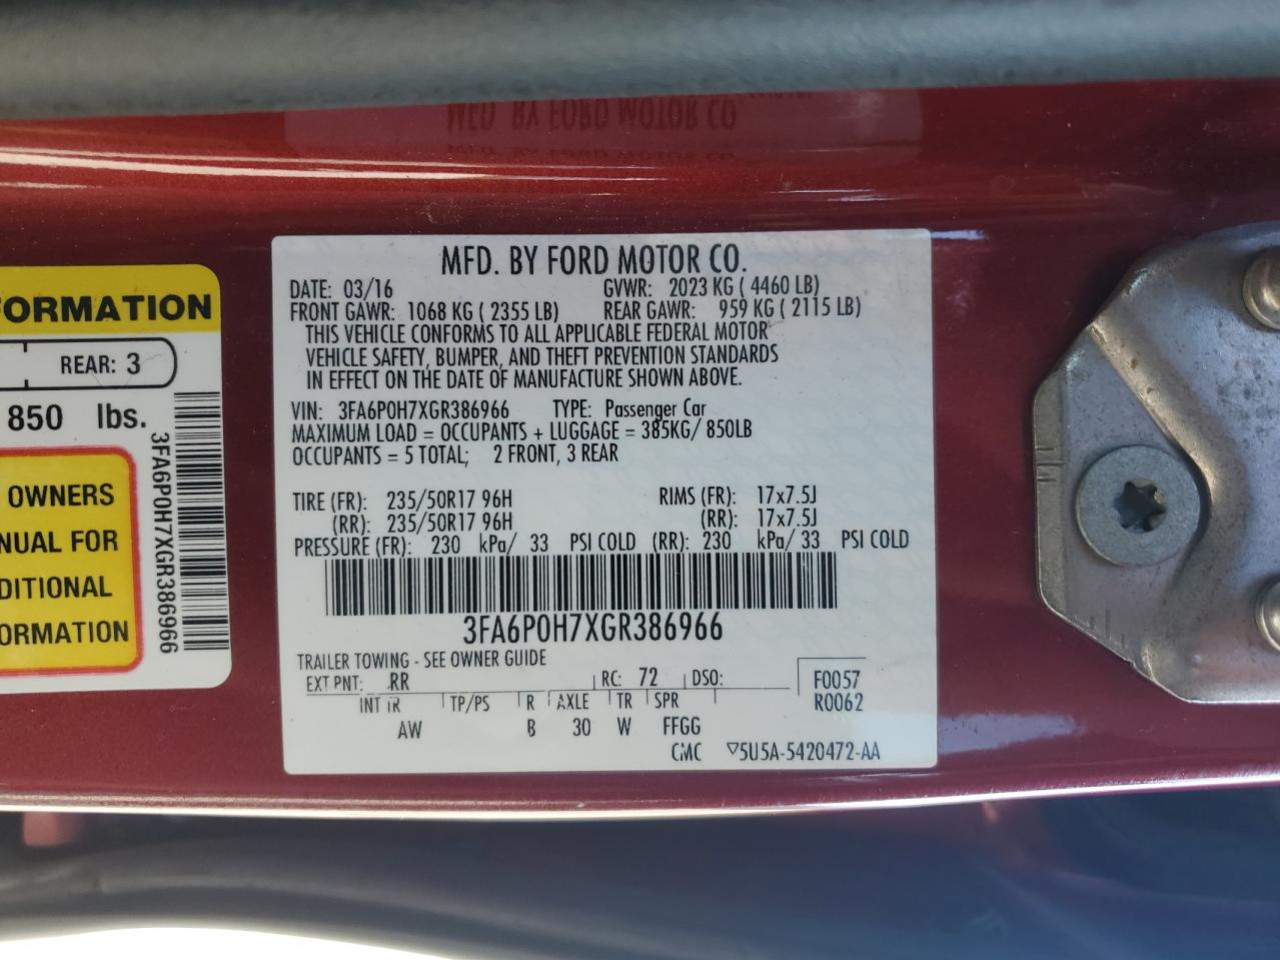 MFD. BY FORD MOTOR CO.
DATE: 03/16 GVWR: 2023 KG ( 4460 LB)
FRONT GAWR: 1068 KG ( 2355 LB) REAR GAWR: 959 KG ( 2115 LB)
THIS VEHICLE CONFORMS TO ALL APPLICABLE FEDERAL MOTOR
VEHICLE SAFETY, BUMPER, AND THEFT PREVENTION STANDARDS
IN EFFECT ON THE DATE OF MANUFACTURE SHOWN ABOVE.
VIN: 3FA6P0H7XGR386966 TYPE: Passenger Car
MAXIMUM LOAD = OCCUPANTS + LUGGAGE = 385KG/ 850LB
OCCUPANTS = 5 TOTAL; 2 FRONT, 3 REAR
TIRE (FR): 235/50R17 96H RIMS (FR): 17x7.5J
(RR): 235/50R17 96H (RR): 17x7.5J
PRESSURE (FR): 230 kPa/ 33 PSI COLD (RR): 230 kPa/ 33 PSI COLD
3FA6P0H7XGR386966
TRAILER TOWING - SEE OWNER GUIDE
EXT PNT: RR RC: 72 DSO: F0057
INT TR TP/PS R AXLE TR SPR R0062
AW B 30 W FFGG
CMC ▽5U5A-5420472-AA
FORMATION
REAR: 3
850 lbs.
3FA6P0H7XGR386966
OWNERS
NUAL FOR
DITIONAL
ORMATION